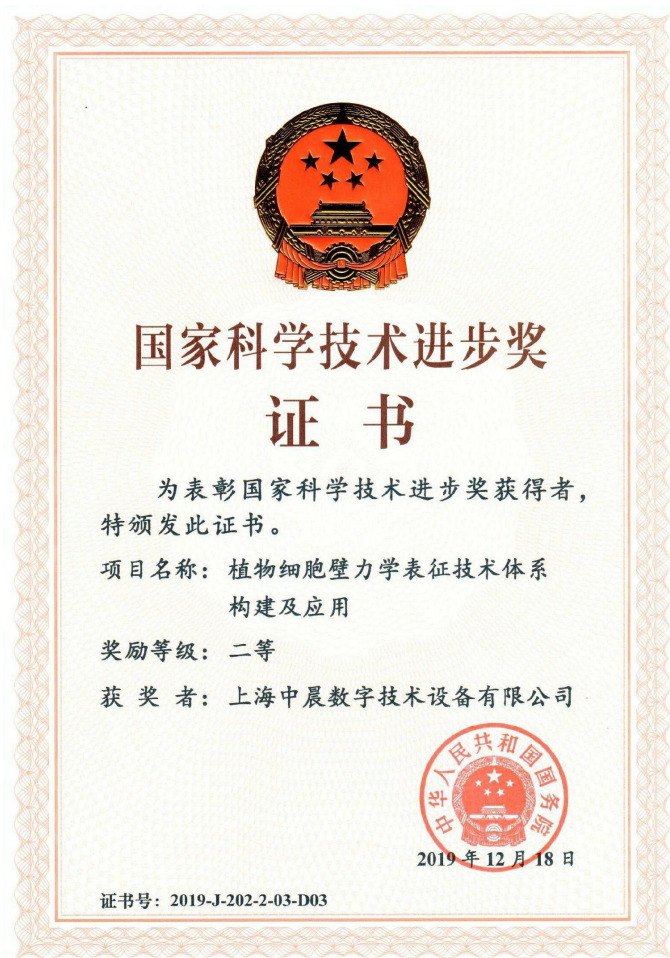 国家科学技术进步奖
证书
为表彰国家科学技术进步奖获得者，
特颁发此证书。
项目名称：植物细胞壁力学表征技术体系
构建及应用
奖励等级：二等
获奖者：上海中晨数字技术设备有限公司
中华人民共和国国务院
2019年12月18日
证书号：2019-J-202-2-03-D03